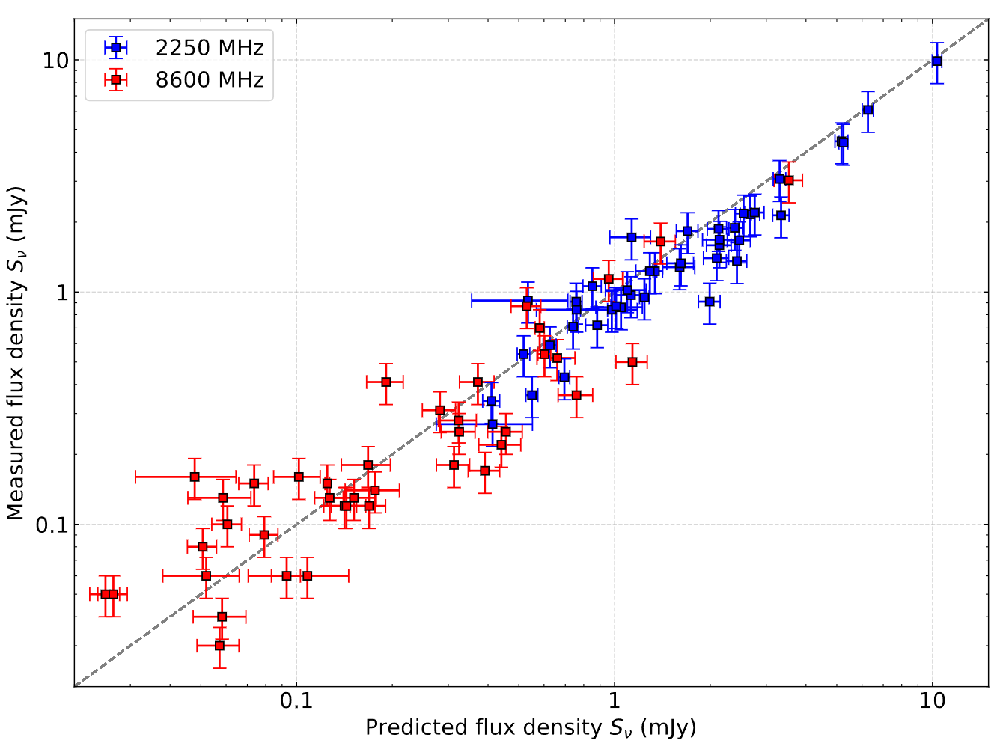 2250 MHz
8600 MHz
10
1
0.1
Measured flux density Sν (mJy)
0.1
1
10
Predicted flux density Sν (mJy)